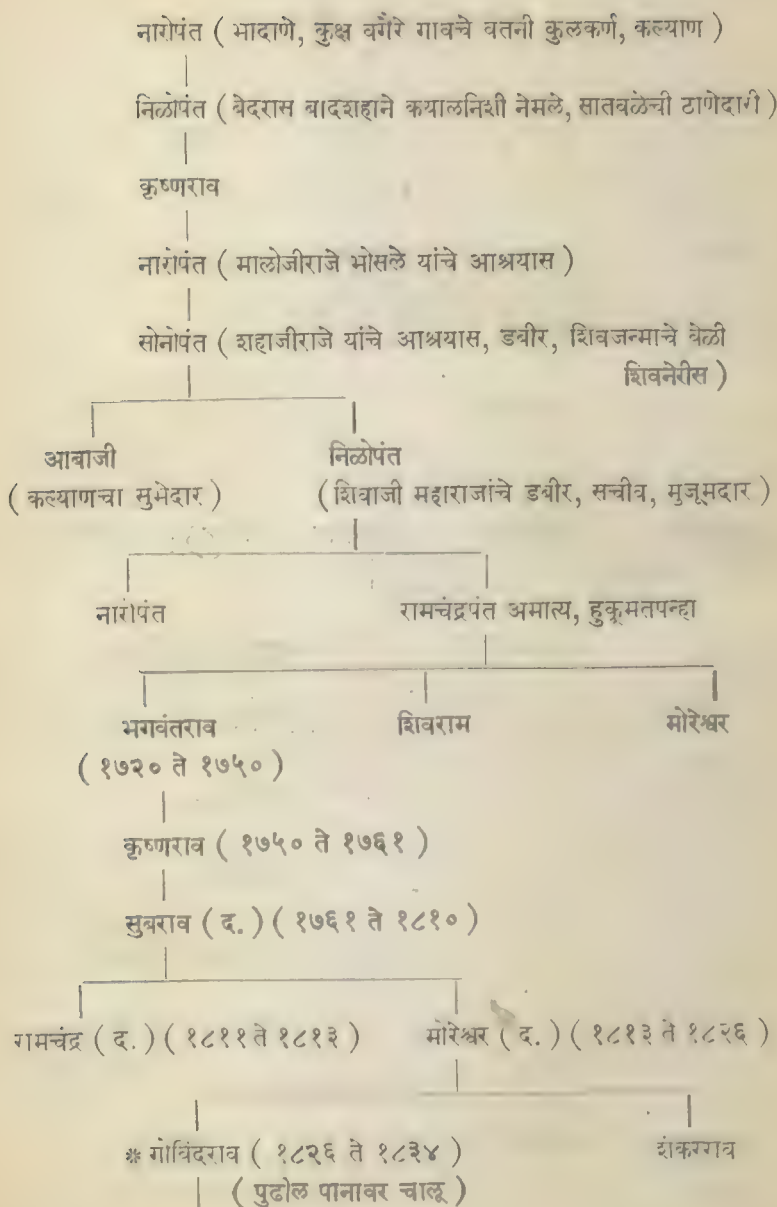 नारोपंत ( भादाणे, कुक्ष वगैरे गावचे वतनी कुलकर्ण, कल्याण )
निळोपंत ( बेदरास बादशहाने कयालनिशी नेमले, सातवळेची ठाणेदारी )
कृष्णराव
नारोपंत ( मालोजीराजे भोसले यांचे आश्रयास )
सोनोपंत ( शहाजीराजे यांचे आश्रयास, डबीर, शिवजन्माचे वेळी
शिवनेरीस )
आबाजी निळोपंत
( कल्याणचा सुभेदार ) ( शिवाजी महाराजांचे डबीर, सचीव, मुजूमदार )
नारोपंत रामचंद्रपंत अमात्य, हुकूमतपन्हा
भगवंतराव शिवराम मोरेश्वर
( १७२० ते १७५० )
कृष्णराव ( १७५० ते १७६१ )
सुबराव ( द. ) ( १७६१ ते १८१० )
रामचंद्र ( द. ) ( १८११ ते १८१३ ) मोरेश्वर ( द. ) ( १८१३ ते १८२६ )
* गोविंदराव ( १८२६ ते १८३४ ) शंकरराव
( पुढील पानावर चालू )